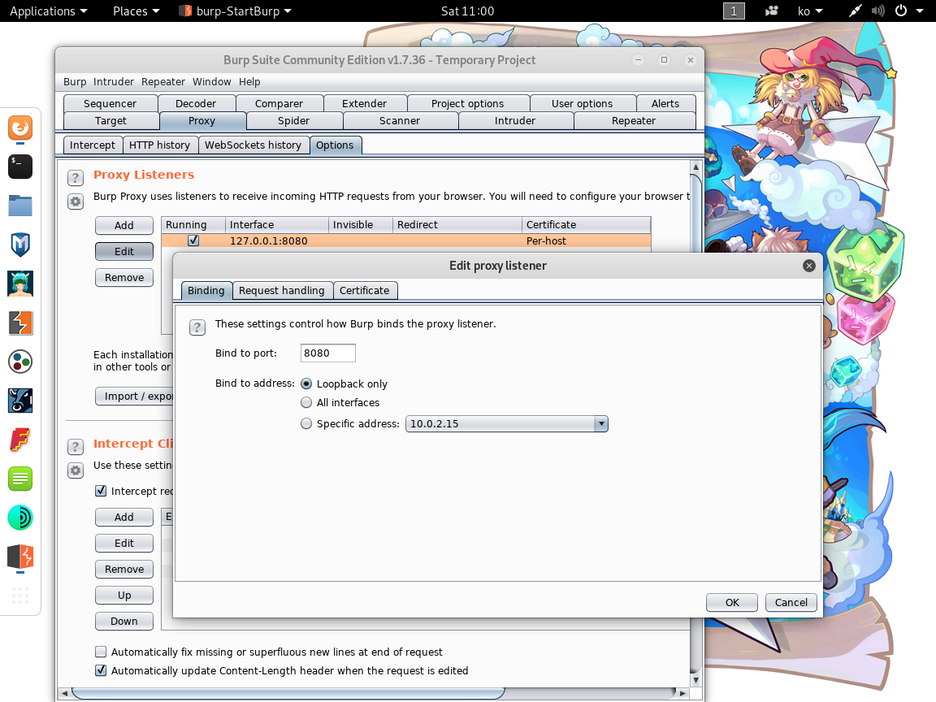 Applications Places burp-StartBurp Sat 11:00 1 ko
Burp Suite Community Edition v1.7.36 - Temporary Project
Burp Intruder Repeater Window Help
Sequencer Decoder Comparer Extender Project options User options Alerts
Target Proxy Spider Scanner Intruder Repeater
Intercept HTTP history WebSockets history Options
? Proxy Listeners
Burp Proxy uses listeners to receive incoming HTTP requests from your browser. You will need to configure your browser t
Add Running Interface Invisible Redirect Certificate
127.0.0.1:8080 Per-host
Edit
Remove
Edit proxy listener
Binding Request handling Certificate
? These settings control how Burp binds the proxy listener.
Bind to port: 8080
Bind to address: Loopback only
All interfaces
Specific address: 10.0.2.15
OK Cancel
Each installation
in other tools or
Import / expor
? Intercept Cli
Use these settin
Intercept req
Add E
Edit
Remove
Up
Down
Automatically fix missing or superfluous new lines at end of request
Automatically update Content-Length header when the request is edited